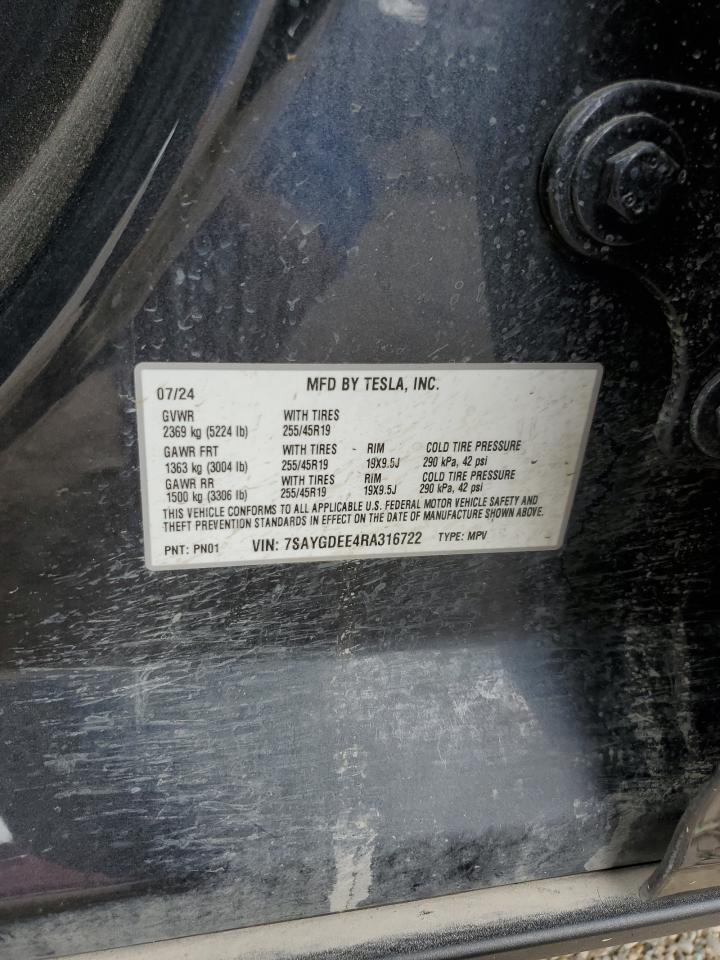 07/24 MFD BY TESLA, INC.
GVWR WITH TIRES
2369 kg (5224 lb) 255/45R19
GAWR FRT WITH TIRES - RIM COLD TIRE PRESSURE
1363 kg (3004 lb) 255/45R19 19X9.5J 290 kPa, 42 psi
GAWR RR WITH TIRES RIM COLD TIRE PRESSURE
1500 kg (3306 lb) 255/45R19 19X9.5J 290 kPa, 42 psi
THIS VEHICLE CONFORMS TO ALL APPLICABLE U.S. FEDERAL MOTOR VEHICLE SAFETY AND
THEFT PREVENTION STANDARDS IN EFFECT ON THE DATE OF MANUFACTURE SHOWN ABOVE.
PNT: PN01 VIN: 7SAYGDEE4RA316722 TYPE: MPV